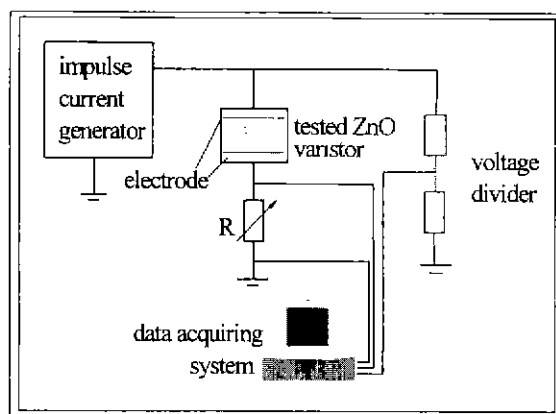 impulse
current
generator
tested ZnO
varistor
electrode
voltage
divider
R
data acquiring
system